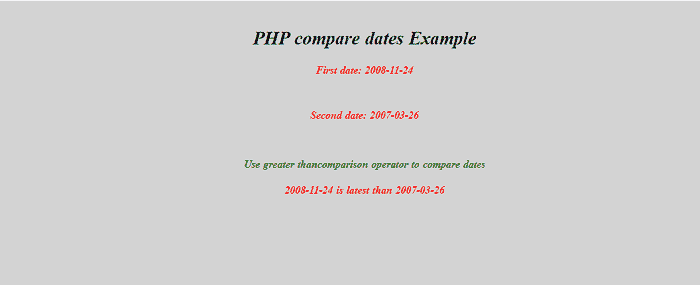 PHP compare dates Example
First date: 2008-11-24
Second date: 2007-03-26
Use greater thancomparison operator to compare dates
2008-11-24 is latest than 2007-03-26